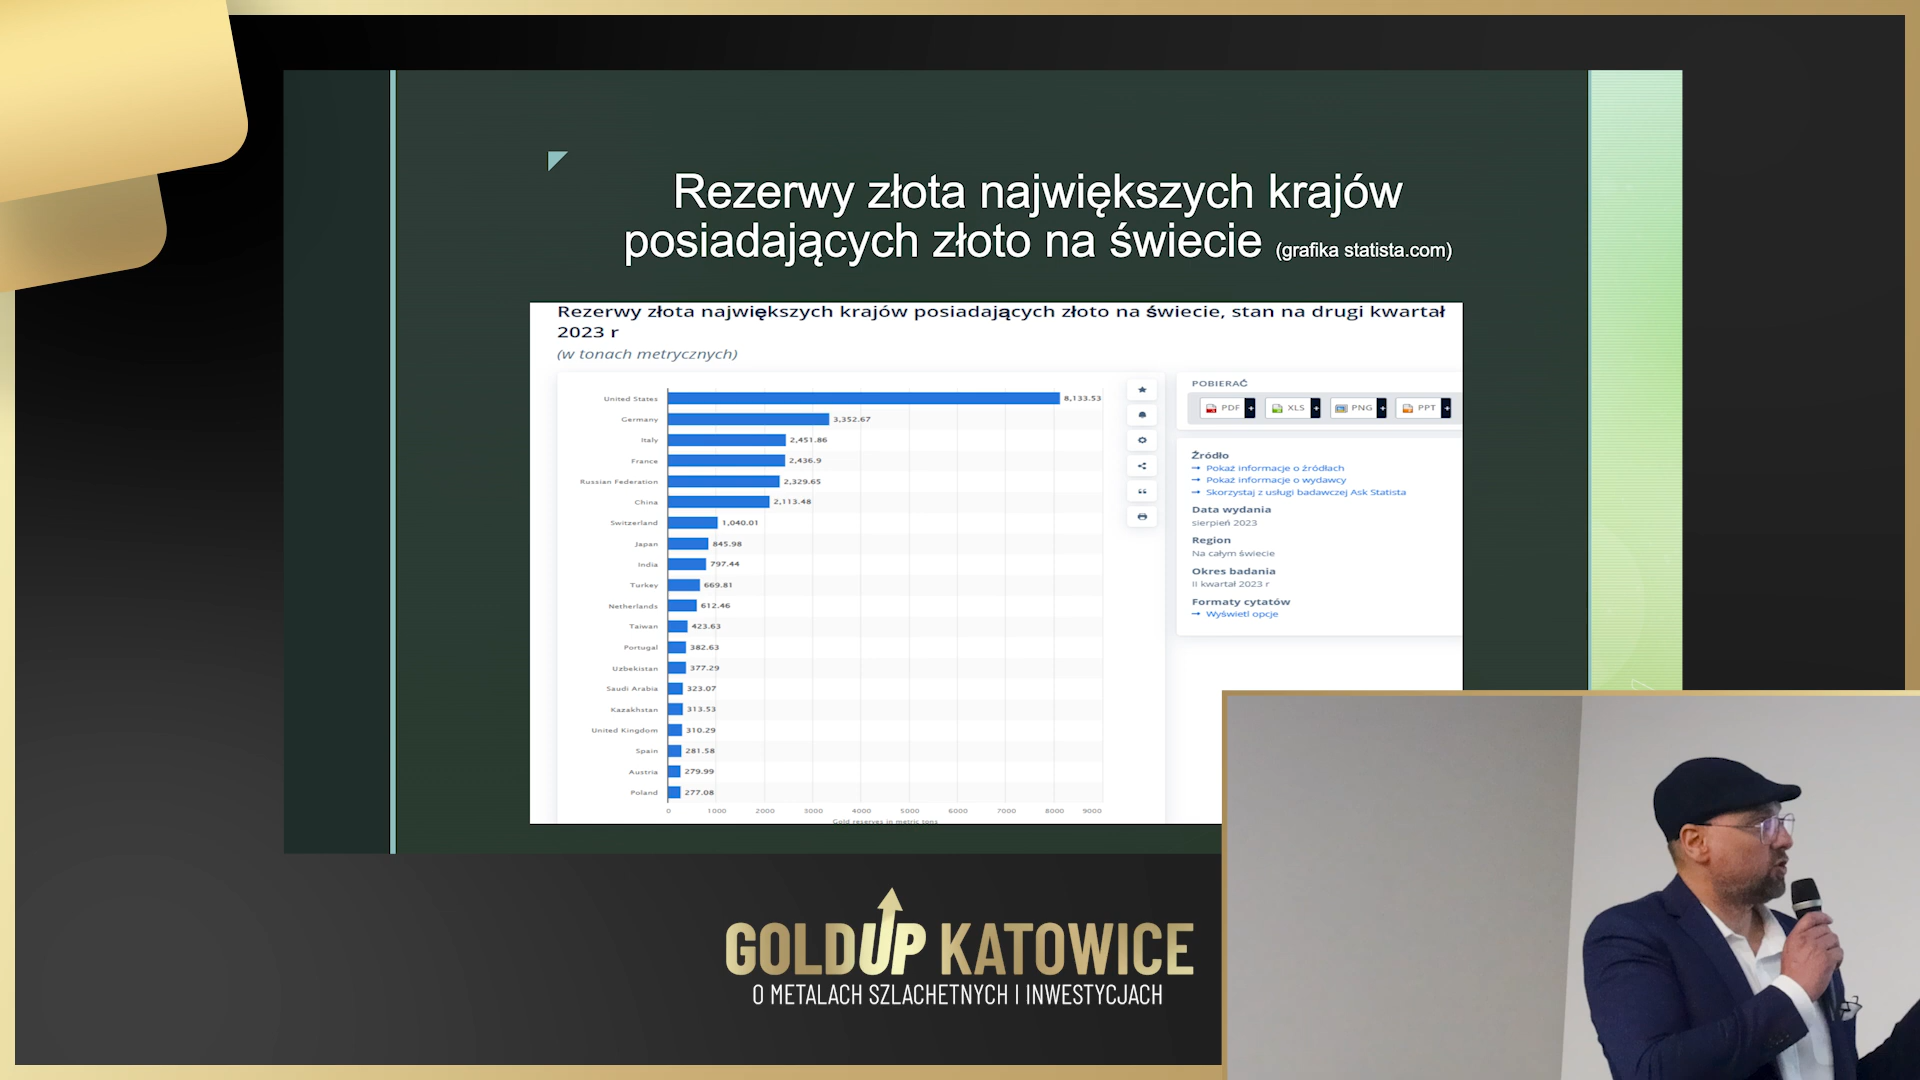 Rezerwy złota największych krajów
posiadających złoto na świecie (grafika statista.com)
Rezerwy złota największych krajów posiadających złoto na świecie, stan na drugi kwartał
2023 r
(w tonach metrycznych)
United States 8,133.53
Germany 3,352.67
Italy 2,451.86
France 2,436.9
Russian Federation 2,329.65
China 2,113.48
Switzerland 1,040.01
Japan 845.98
India 797.44
Turkey 669.81
Netherlands 612.46
Taiwan 423.63
Portugal 382.63
Uzbekistan 377.29
Saudi Arabia 323.07
Kazakhstan 313.53
United Kingdom 310.29
Spain 281.58
Austria 279.99
Poland 277.08
0 1000 2000 3000 4000 5000 6000 7000 8000 9000
Gold reserves in metric tons
POBIERAĆ
PDF + XLS + PNG + PPT +
Źródło
→ Pokaż informacje o źródłach
→ Pokaż informacje o wydawcy
→ Skorzystaj z usługi badawczej Ask Statista
Data wydania
sierpień 2023
Region
Na całym świecie
Okres badania
II kwartał 2023 r
Formaty cytatów
→ Wyświetl opcje
GOLDUP KATOWICE
O METALACH SZLACHETNYCH I INWESTYCJACH